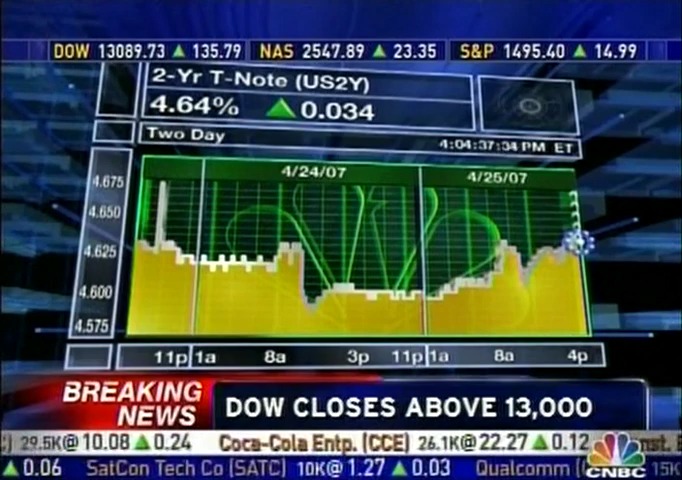 DOW 13089.73 ▲ 135.79 NAS 2547.89 ▲ 23.35 S&P 1495.40 ▲ 14.99
2-Yr T-Note (US2Y)
4.64% ▲ 0.034
Two Day 4:04:37:34 PM ET
4/24/07 4/25/07
4.675
4.650
4.625
4.600
4.575
11p 1a 8a 3p 11p 1a 8a 4p
BREAKING
NEWS
DOW CLOSES ABOVE 13,000
29.5K@10.08 ▲ 0.24 Coca-Cola Entp. (CCE) 26.1K@22.27 ▲ 0.12 nst.
▲ 0.06 SatCon Tech Co (SATC) 10K@1.27 ▲ 0.03 Qualcomm ( 15K
CNBC